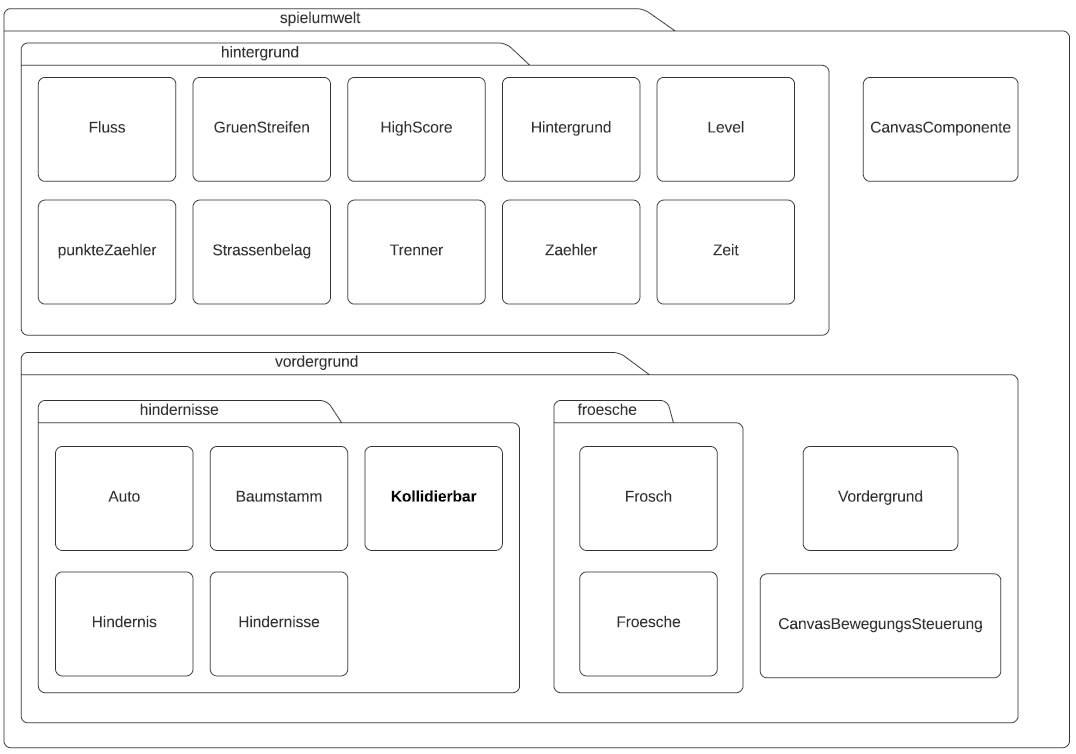 spielumwelt
hintergrund
Fluss
GruenStreifen
HighScore
Hintergrund
Level
CanvasComponente
punkteZaehler
Strassenbelag
Trenner
Zaehler
Zeit
vordergrund
hindernisse
froesche
Auto
Baumstamm
Kollidierbar
Frosch
Vordergrund
Hindernis
Hindernisse
Froesche
CanvasBewegungsSteuerung